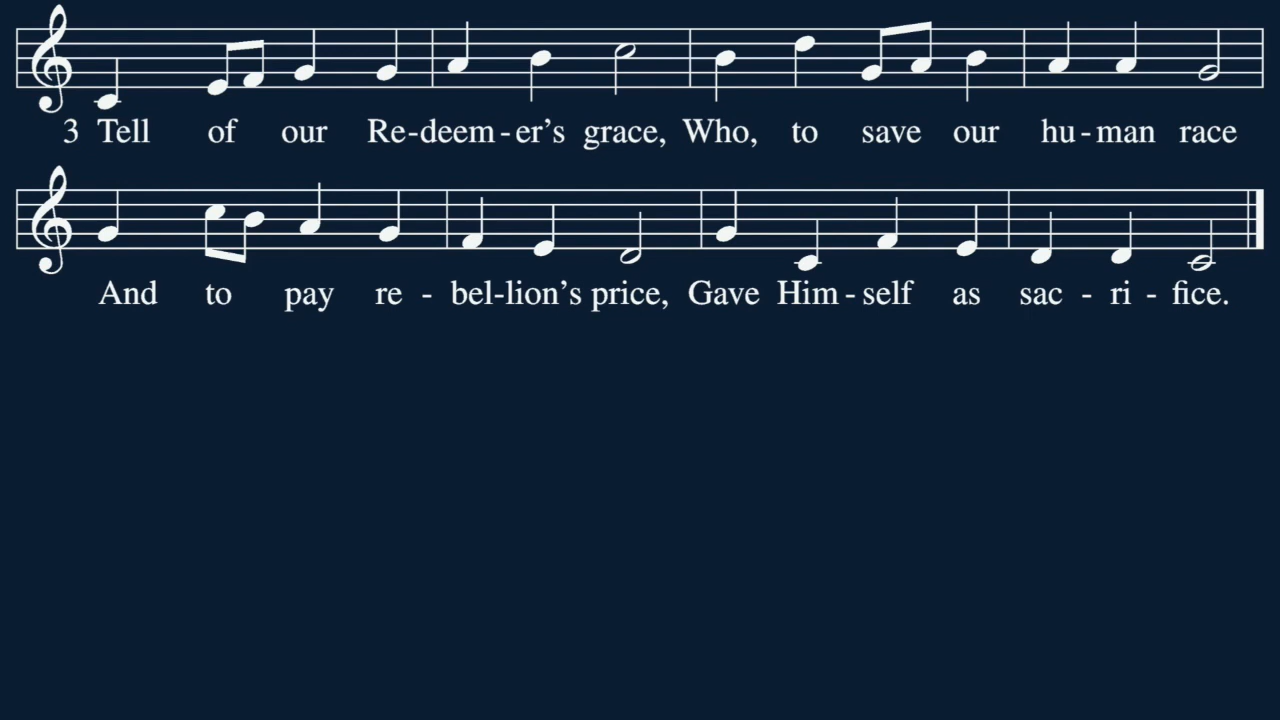 3 Tell of our Re-deem-er’s grace, Who, to save our hu-man race
And to pay re - bel-lion’s price, Gave Him-self as sac - ri - fice.